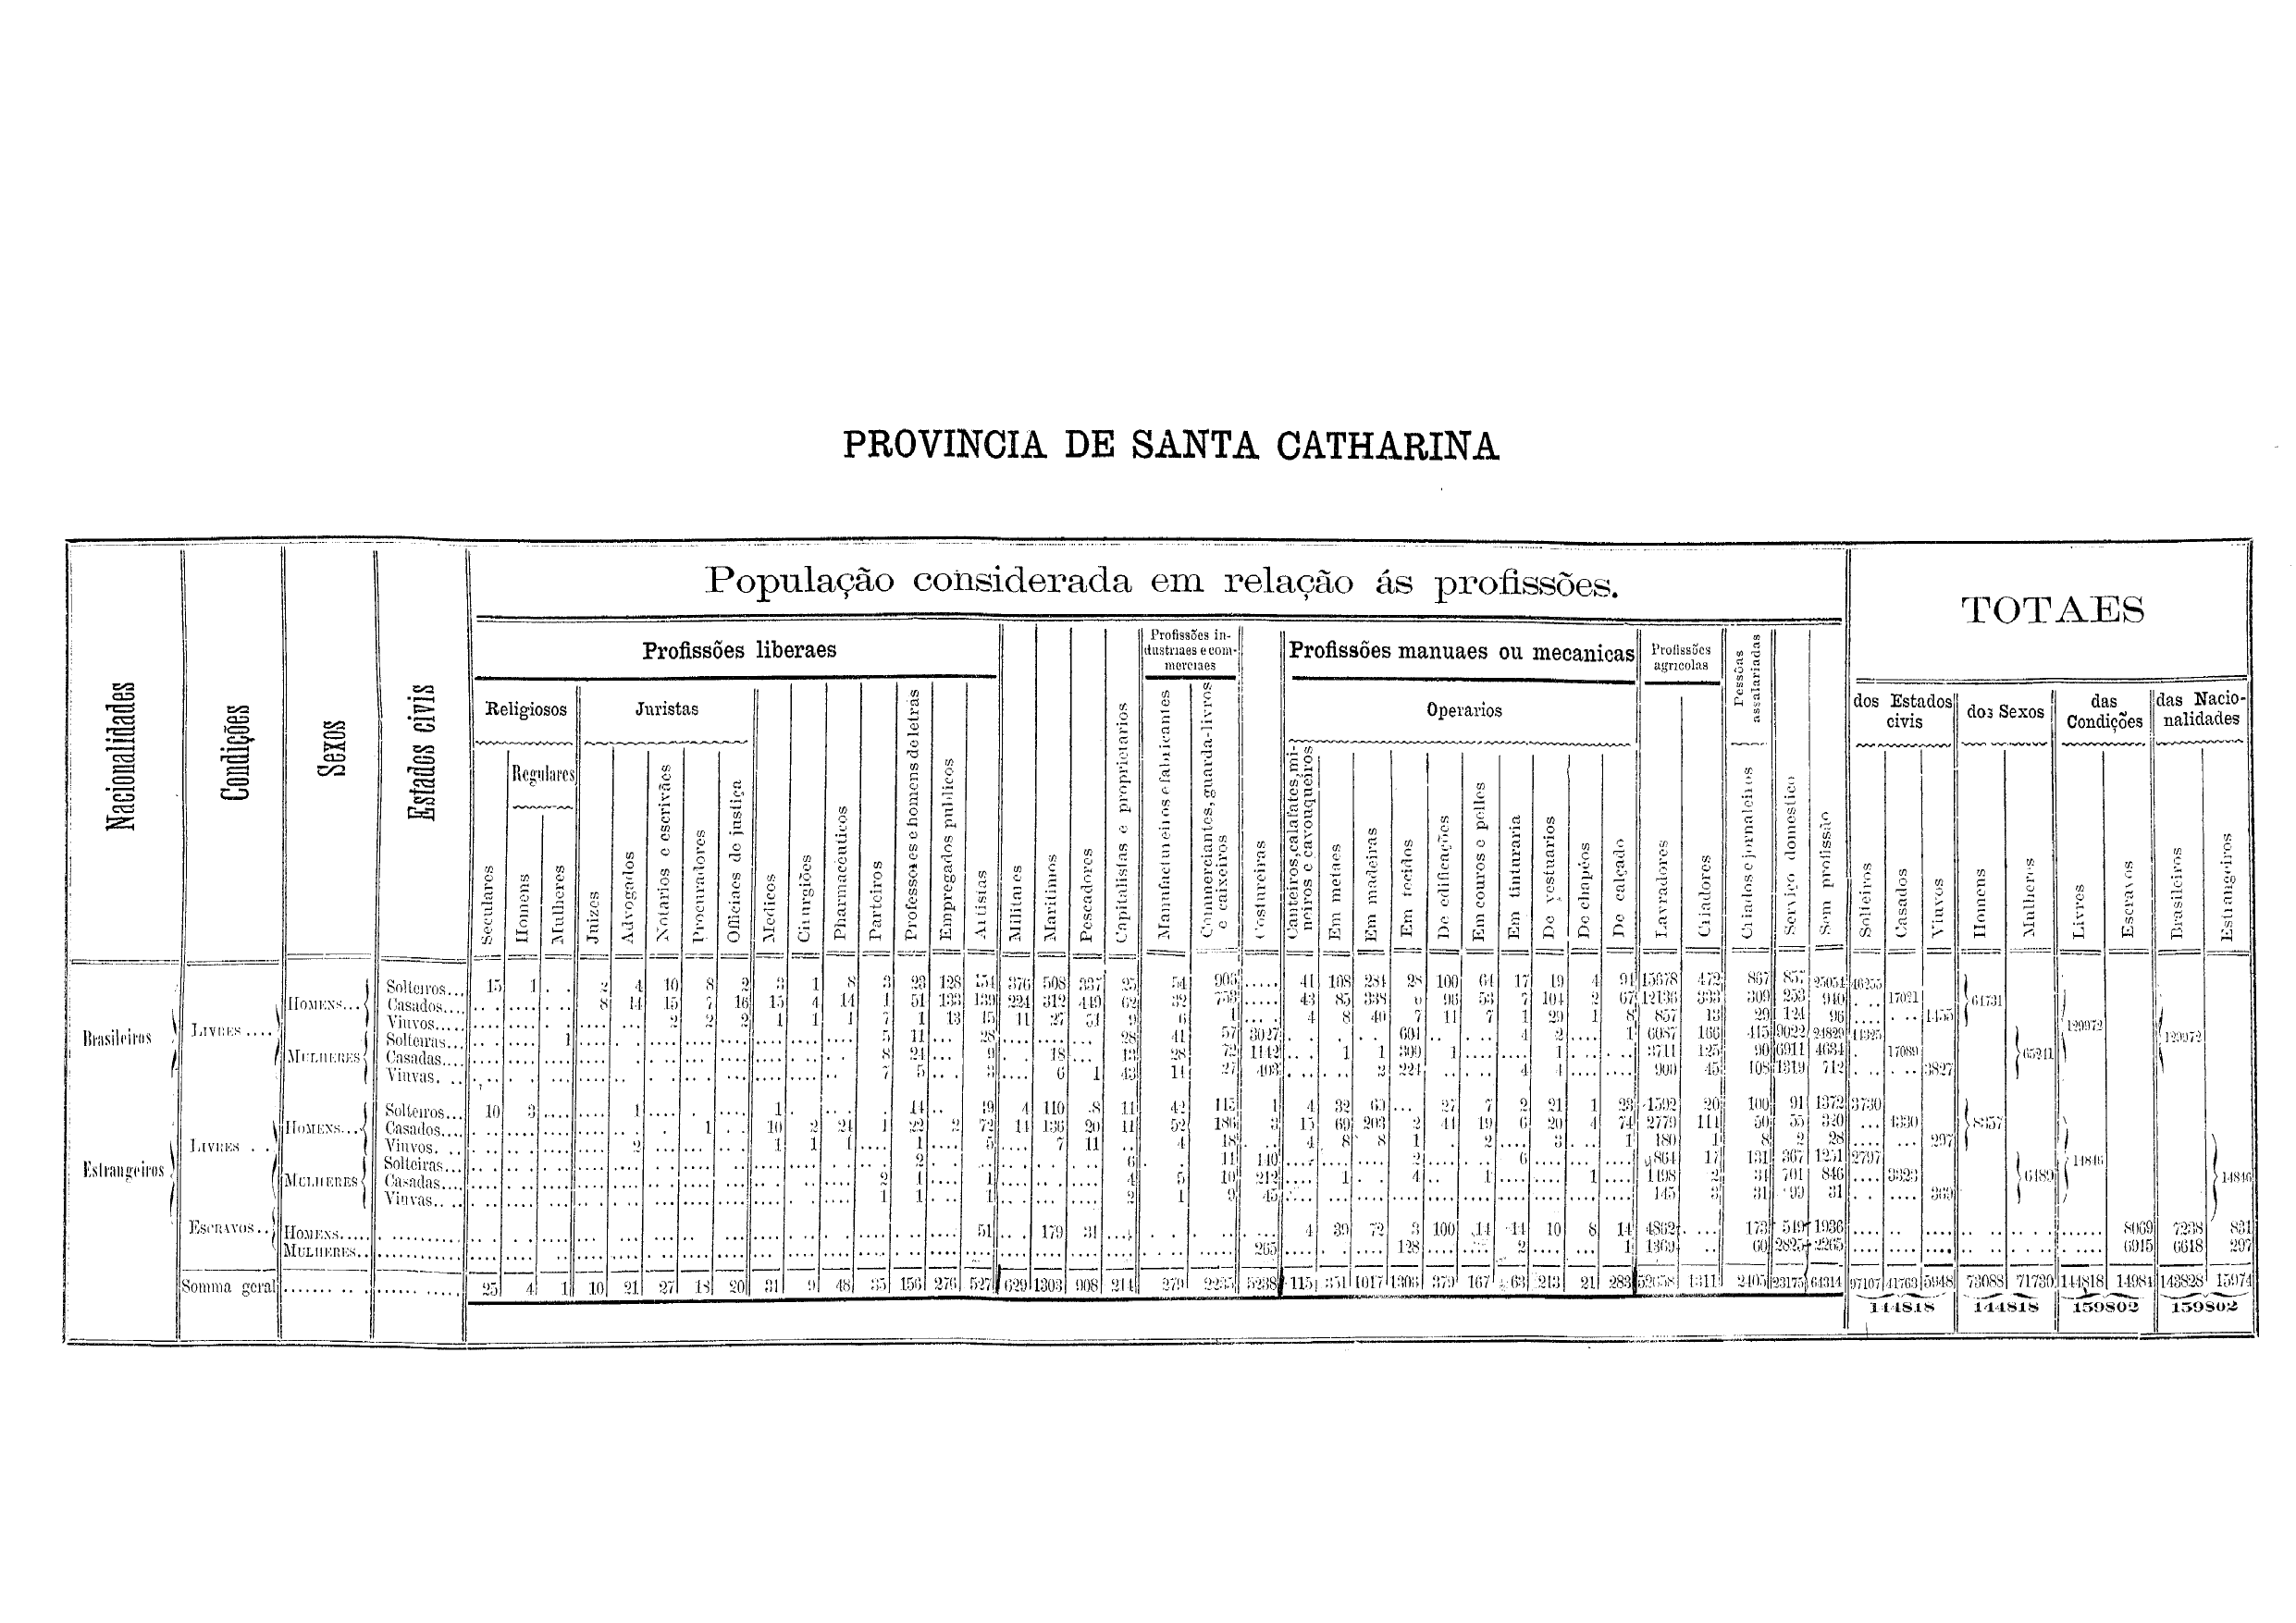 PROVINCIA DE SANTA CATHARINA
População considerada em relação ás profissões.
TOTAES
Nacionalidades
Condições
Sexos
Estados civis
Profissões liberaes
Profissões in-
dustriaes e com-
merciaes
Profissões manuaes ou mecanicas
Profissões
agricolas
Pessôas
assalariadas
Religiosos
Juristas
Operarios
dos Estados
civis
dos Sexos
das
Condições
das Nacio-
nalidades
Regulares
Seculares
Homens
Mulheres
Juizes
Advogados
Notarios e escrivães
Procuradores
Officiaes de justiça
Medicos
Cirurgiões
Pharmaceuticos
Parteiros
Professores e homens de letras
Empregados publicos
Artistas
Militares
Maritimos
Pescadores
Capitalistas e proprietarios
Manufactureiros e fabricantes
Commerciantes, guarda-livros
e caixeiros
Costureiras
Canteiros, calafates, mi-
neiros e cavouqueiros
Em metaes
Em madeiras
Em tecidos
De edificações
Em couros e pelles
Em tinturaria
De vestuarios
De chapéos
De calçado
Lavradores
Criadores
Criados e jornaleiros
Serviço domestico
Sem profissão
Solteiros
Casados
Viuvos
Homens
Mulheres
Livres
Escravos
Brasileiros
Estrangeiros
Brasileiros
LIVRES ....
HOMENS...
Solteiros... 15 1 2 4 10 8 2 3 1 8 3 23 128 154 376 508 337 25 54 905 ..... 41 108 284 28 100 64 17 19 4 91 15678 472 867 857 25054 46255
Casados.... 8 14 15 7 16 15 4 14 1 51 133 139 224 312 449 62 32 753 ..... 43 85 338 6 96 53 7 104 2 67 12136 333 309 253 940 17021 64731
Viuvos..... 2 2 2 1 1 1 7 1 13 15 11 27 51 9 6 1 4 8 40 7 11 7 1 29 1 8 857 13 29 124 96 1455
129972
129972
MULHERES
Solteiras... 1 5 11 28 28 41 57 3027 601 4 2 1 6087 166 415 9022 24829 44325
Casadas.... 8 24 9 18 13 28 72 1142 1 1 309 1 1 3711 125 90 6911 4684 17089 65241
Viuvas. 7 5 3 6 1 43 11 27 403 2 224 4 4 900 45 108 1319 712 3827
Estrangeiros
LIVRES
HOMENS...
Solteiros... 10 3 1 1 14 19 4 110 8 11 42 115 1 4 32 63 27 7 2 21 1 23 4592 20 100 91 1372 3730
Casados.... 1 10 2 24 1 22 2 72 14 136 20 11 52 186 3 15 69 203 2 41 19 6 20 4 74 2779 114 50 55 320 4330 8357
Viuvos. 2 1 1 1 1 5 7 11 4 18 4 8 8 1 2 3 1 180 1 8 2 28 297
14846
14846
MULHERES
Solteiras... 2 6 11 140 2 6 864 17 131 367 1251 2797
Casadas.... 2 1 1 4 5 10 212 1 4 1 1 1498 2 31 701 846 3323 6489
Viuvas. 1 1 1 2 1 9 45 145 3 31 99 31 369
ESCRAVOS..
HOMENS..... 51 179 31 4 39 72 3 100 14 14 10 8 14 4862 173 519 1936 8069 7238 831
MULHERES.. 265 128 2 1 1369 60 2825 2265 6915 6618 297
Somma geral 25 4 1 10 21 27 18 20 31 9 48 35 156 276 527 629 1303 908 214 279 2235 5238 115 351 1017 1306 379 167 63 213 21 283 1311 2405 23175 64314 97107 41763 5948 73088 71730 144818 14984 143828 15974
144818 144818 159802 159802